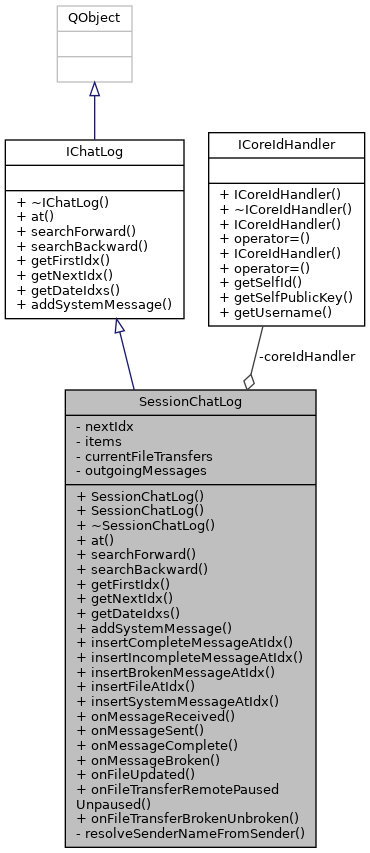 QObject
IChatLog
+ ~IChatLog()
+ at()
+ searchForward()
+ searchBackward()
+ getFirstIdx()
+ getNextIdx()
+ getDateIdxs()
+ addSystemMessage()
ICoreIdHandler
+ ICoreIdHandler()
+ ~ICoreIdHandler()
+ ICoreIdHandler()
+ operator=()
+ ICoreIdHandler()
+ operator=()
+ getSelfId()
+ getSelfPublicKey()
+ getUsername()
-coreIdHandler
SessionChatLog
- nextIdx
- items
- currentFileTransfers
- outgoingMessages
+ SessionChatLog()
+ SessionChatLog()
+ ~SessionChatLog()
+ at()
+ searchForward()
+ searchBackward()
+ getFirstIdx()
+ getNextIdx()
+ getDateIdxs()
+ addSystemMessage()
+ insertCompleteMessageAtIdx()
+ insertIncompleteMessageAtIdx()
+ insertBrokenMessageAtIdx()
+ insertFileAtIdx()
+ insertSystemMessageAtIdx()
+ onMessageReceived()
+ onMessageSent()
+ onMessageComplete()
+ onMessageBroken()
+ onFileUpdated()
+ onFileTransferRemotePaused
Unpaused()
+ onFileTransferBrokenUnbroken()
- resolveSenderNameFromSender()